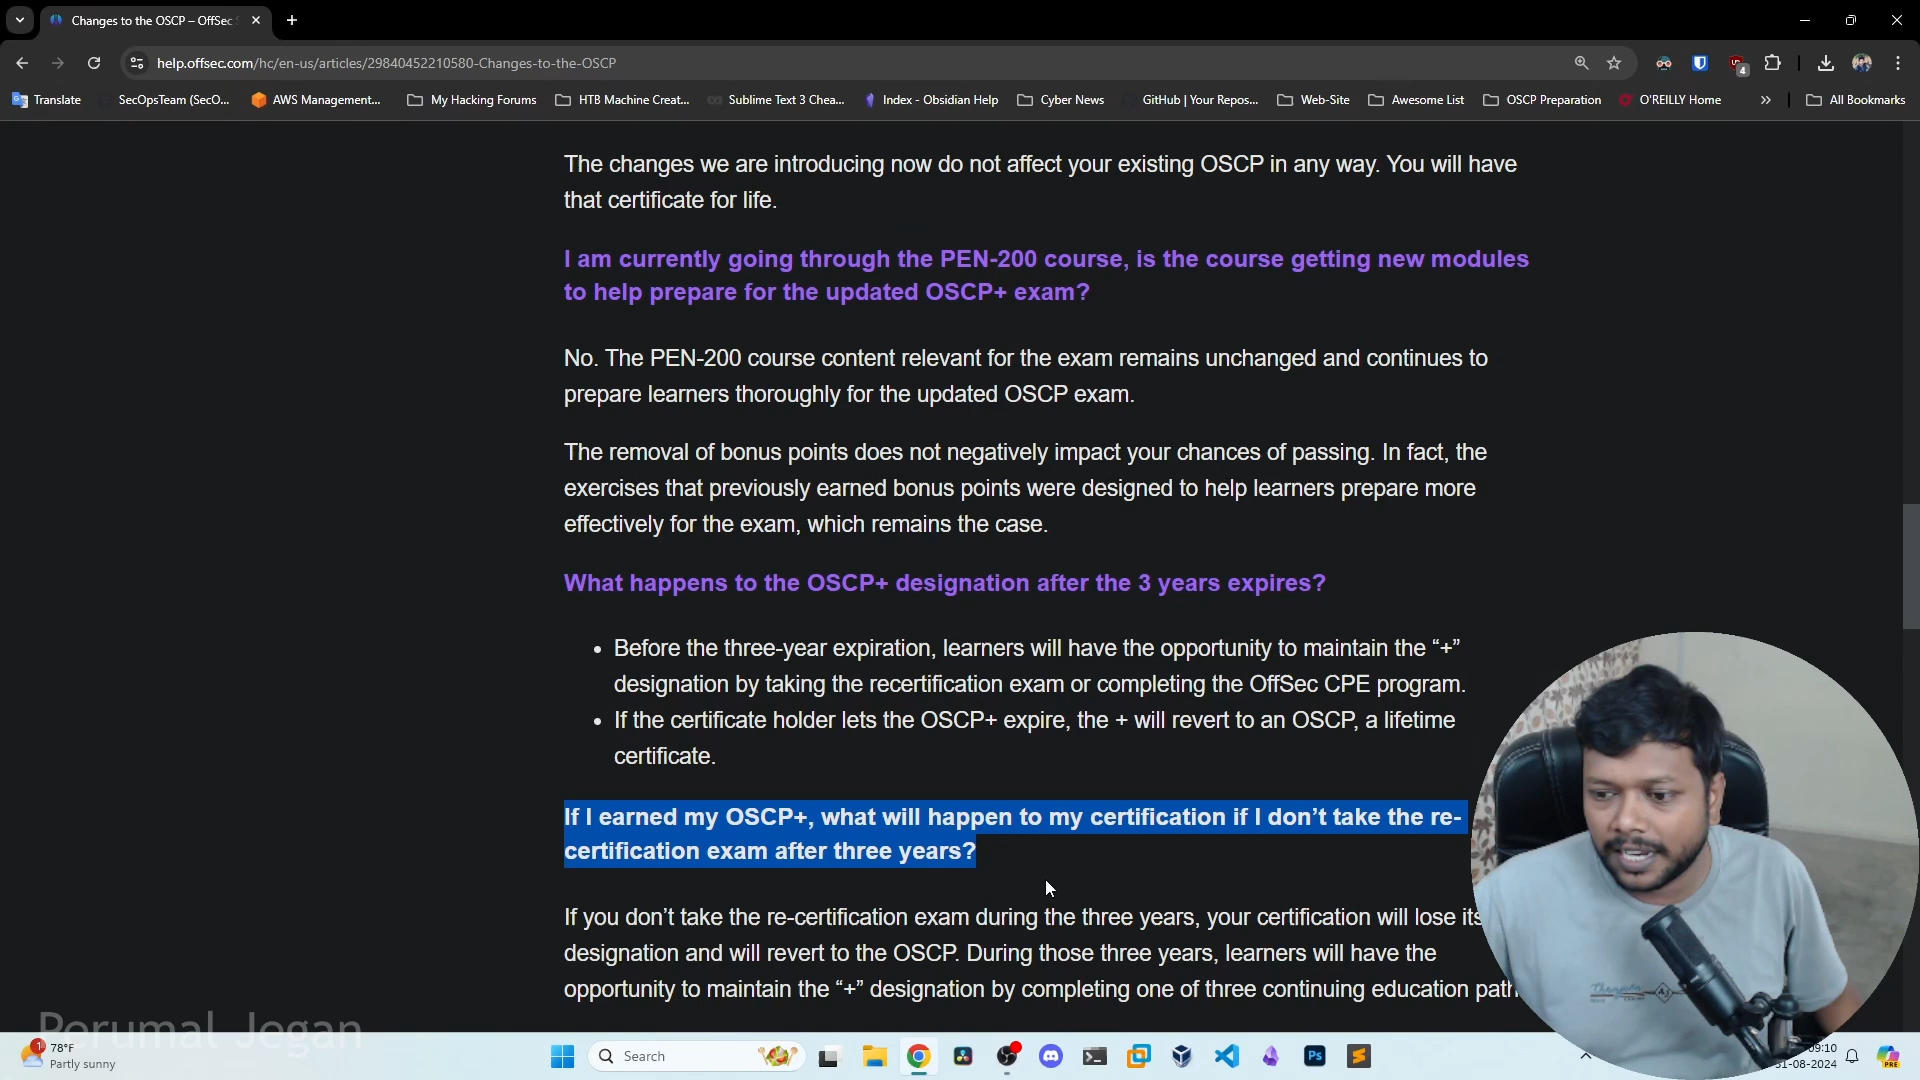 Changes to the OSCP – OffSec
help.offsec.com/hc/en-us/articles/29840452210580-Changes-to-the-OSCP
4
Translate
SecOpsTeam (SecO...
AWS Management...
My Hacking Forums
HTB Machine Creat...
Sublime Text 3 Chea...
Index - Obsidian Help
Cyber News
GitHub | Your Repos...
Web-Site
Awesome List
OSCP Preparation
O'REILLY Home
All Bookmarks
The changes we are introducing now do not affect your existing OSCP in any way. You will have
that certificate for life.
I am currently going through the PEN-200 course, is the course getting new modules
to help prepare for the updated OSCP+ exam?
No. The PEN-200 course content relevant for the exam remains unchanged and continues to
prepare learners thoroughly for the updated OSCP exam.
The removal of bonus points does not negatively impact your chances of passing. In fact, the
exercises that previously earned bonus points were designed to help learners prepare more
effectively for the exam, which remains the case.
What happens to the OSCP+ designation after the 3 years expires?
• Before the three-year expiration, learners will have the opportunity to maintain the “+”
designation by taking the recertification exam or completing the OffSec CPE program.
• If the certificate holder lets the OSCP+ expire, the + will revert to an OSCP, a lifetime
certificate.
If I earned my OSCP+, what will happen to my certification if I don’t take the re-
certification exam after three years?
If you don’t take the re-certification exam during the three years, your certification will lose its
designation and will revert to the OSCP. During those three years, learners will have the
opportunity to maintain the “+” designation by completing one of three continuing education
Perumal Jegan
1
78°F
Partly sunny
Search
Ps
PRE
09:10
31-08-2024